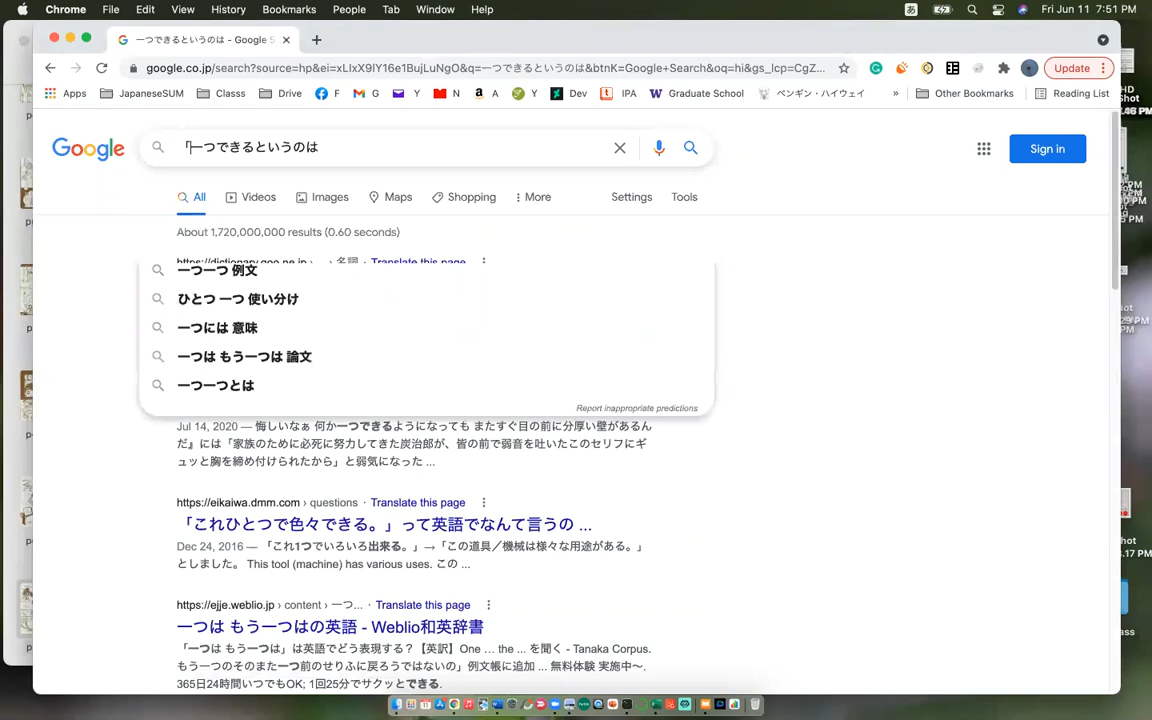 Chrome File Edit View History Bookmarks People Tab Window Help あ Fri Jun 11 7:51 PM
一つできるというのは - Google S
google.co.jp/search?source=hp&ei=xLIxX9IY16e1BujLuNgO&q=一つできるというのは&btnK=Google+Search&oq=hi&gs_lcp=CgZ... Update
Apps JapaneseSUM Classs Drive F G Y N A Y Dev IPA Graduate School ペンギン・ハイウェイ » Other Bookmarks Reading List
Google 「一つできるというのは Sign in
All Videos Images Maps Shopping More Settings Tools
About 1,720,000,000 results (0.60 seconds)
https://dictionary.goo.ne.jp › ... › 名詞 Translate this page
一つ一つ 例文
ひとつ 一つ 使い分け
一つには 意味
一つは もう一つは 論文
一つ一つとは
Report inappropriate predictions
Jul 14, 2020 — 悔しいなぁ 何か一つできるようになっても またすぐ目の前に分厚い壁があるん
だ』には「家族のために必死に努力してきた炭治郎が、皆の前で弱音を吐いたこのセリフにギ
ュッと胸を締め付けられたから」と弱気になった ...
https://eikaiwa.dmm.com › questions · Translate this page
「これひとつで色々できる。」って英語でなんて言うの ...
Dec 24, 2016 — 「これ1つでいろいろ出来る。」→「この道具／機械は様々な用途がある。」
としました。 This tool (machine) has various uses. この ...
https://ejje.weblio.jp › content › 一つ... · Translate this page
一つは もう一つはの英語 - Weblio和英辞書
「一つは もう一つは」は英語でどう表現する？【英訳】One … the ... を聞く - Tanaka Corpus.
もう一つのそのまた一つ前のせりふに戻ろうではないの」例文帳に追加 ... 無料体験 実施中〜.
365日24時間いつでもOK; 1回25分でサクッとできる.